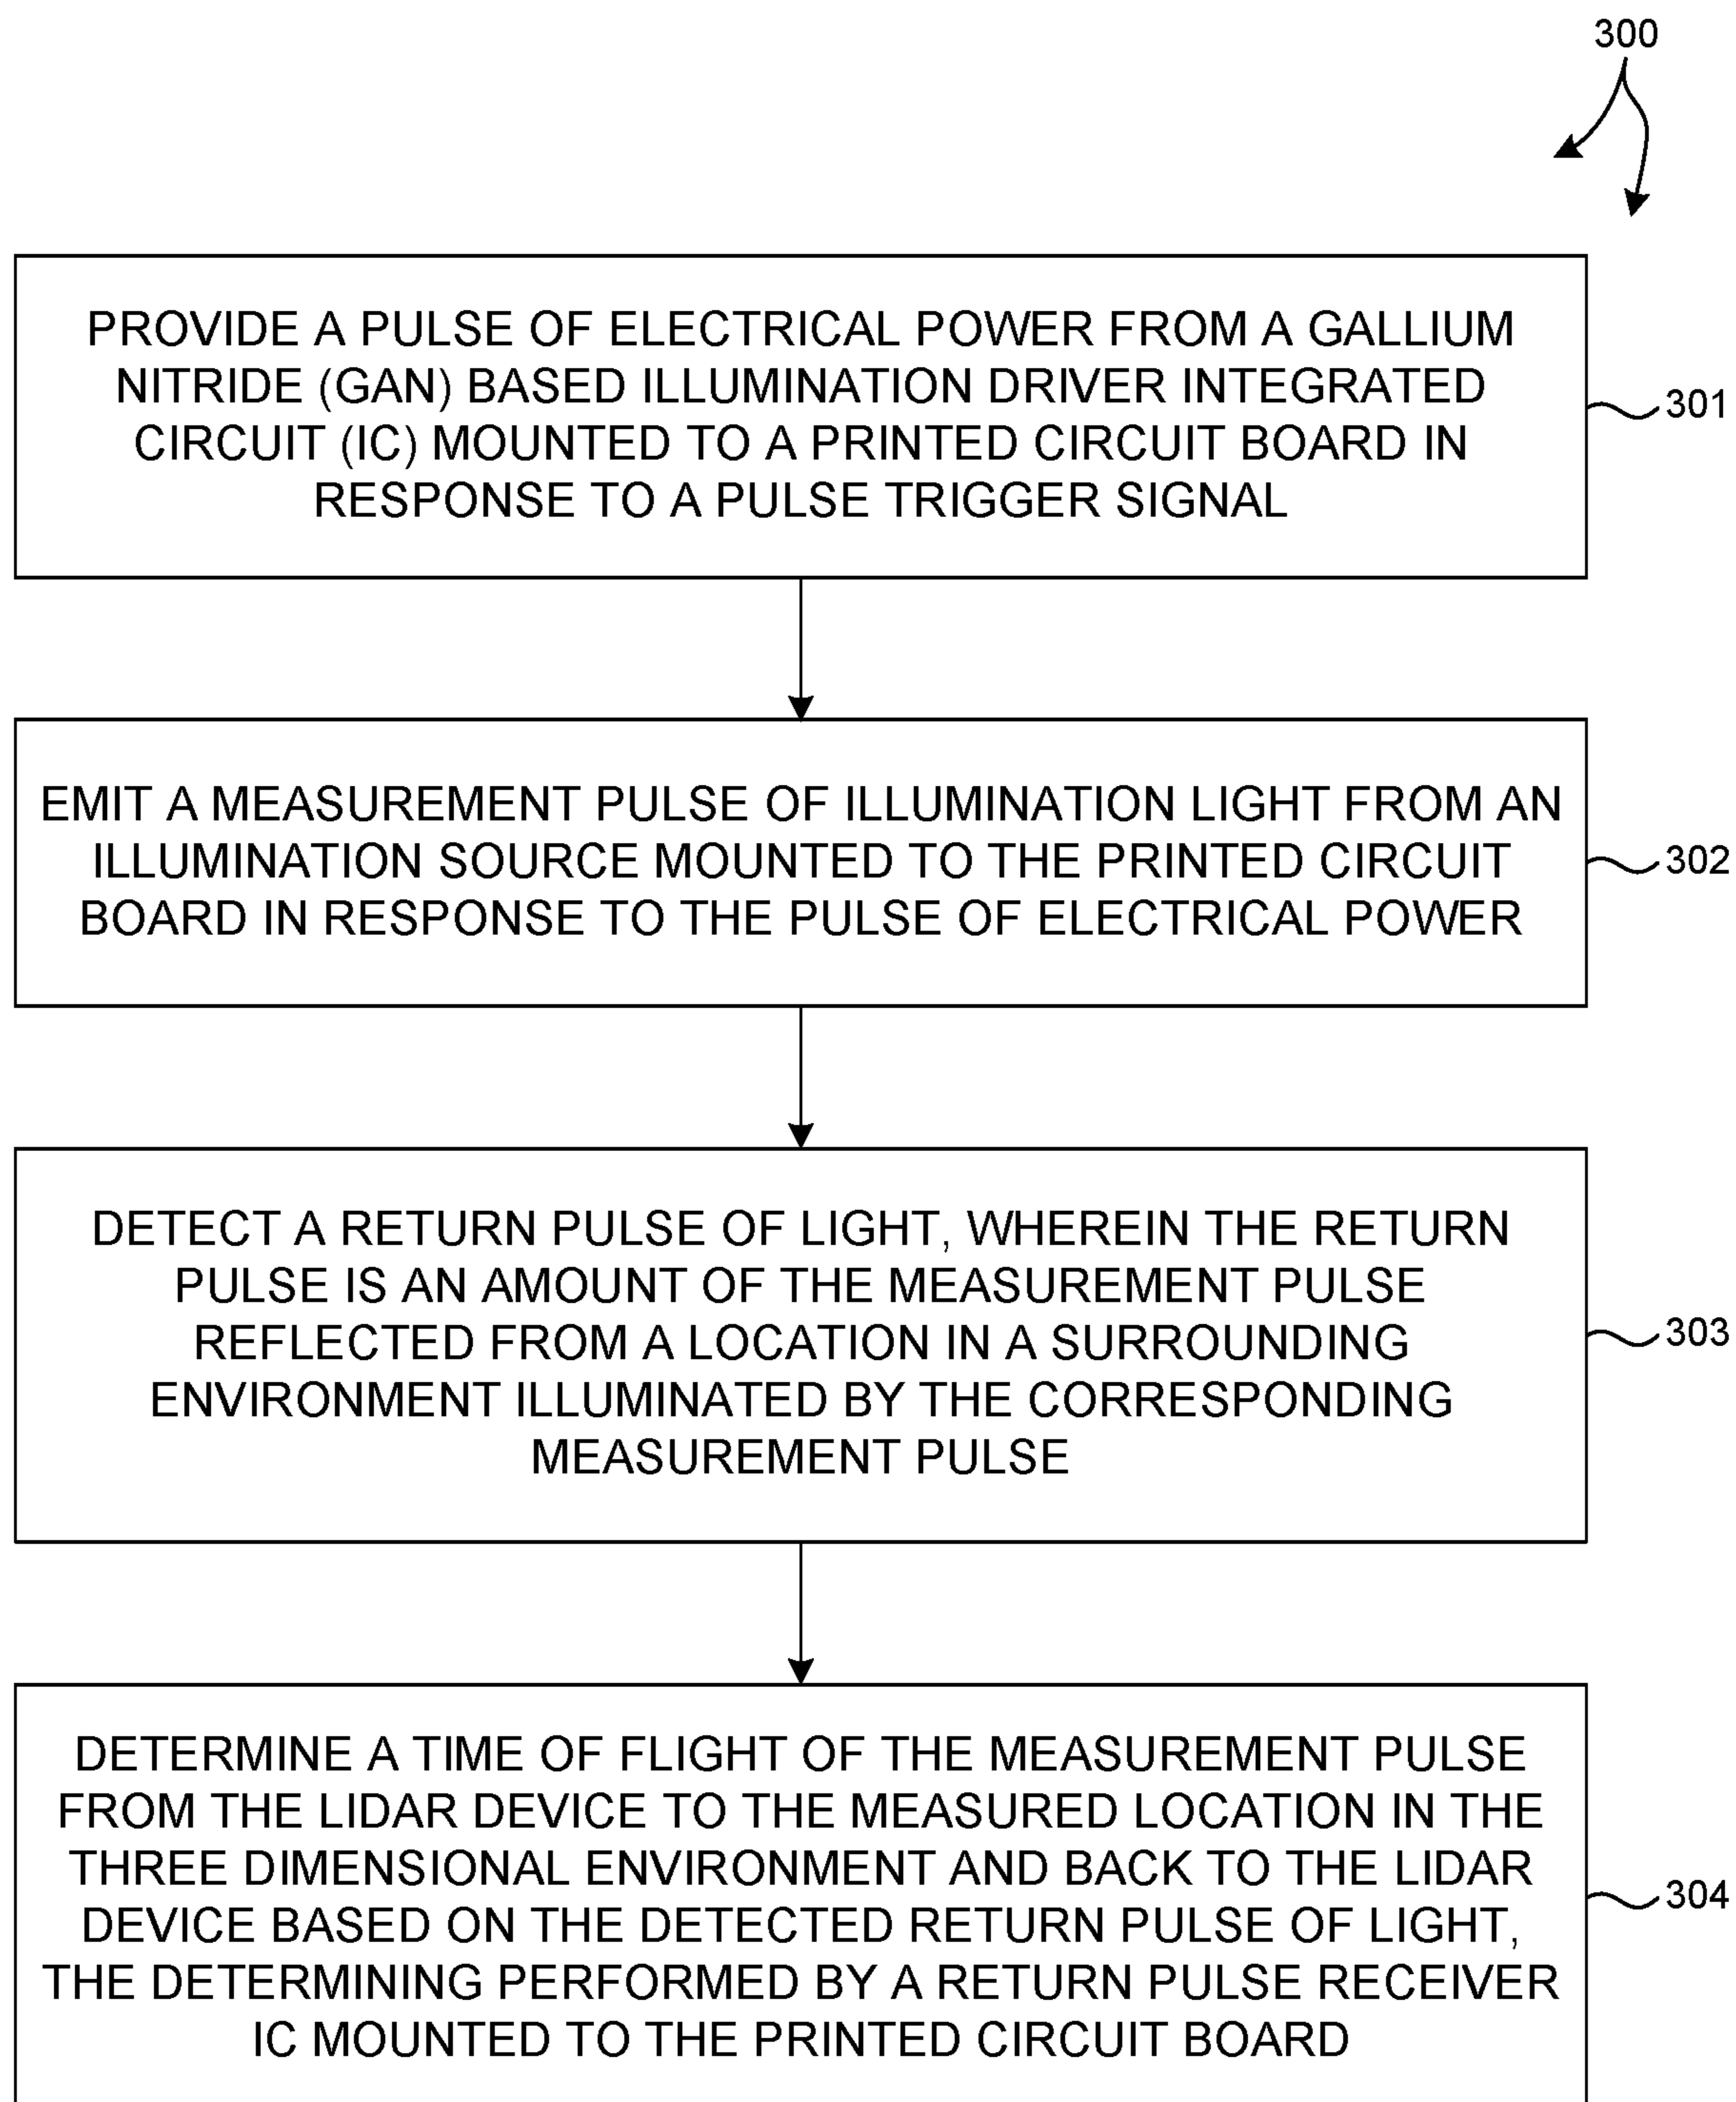 300
PROVIDE A PULSE OF ELECTRICAL POWER FROM A GALLIUM
NITRIDE (GAN) BASED ILLUMINATION DRIVER INTEGRATED
CIRCUIT (IC) MOUNTED TO A PRINTED CIRCUIT BOARD IN
RESPONSE TO A PULSE TRIGGER SIGNAL
301
EMIT A MEASUREMENT PULSE OF ILLUMINATION LIGHT FROM AN
ILLUMINATION SOURCE MOUNTED TO THE PRINTED CIRCUIT
BOARD IN RESPONSE TO THE PULSE OF ELECTRICAL POWER
302
DETECT A RETURN PULSE OF LIGHT, WHEREIN THE RETURN
PULSE IS AN AMOUNT OF THE MEASUREMENT PULSE
REFLECTED FROM A LOCATION IN A SURROUNDING
ENVIRONMENT ILLUMINATED BY THE CORRESPONDING
MEASUREMENT PULSE
303
DETERMINE A TIME OF FLIGHT OF THE MEASUREMENT PULSE
FROM THE LIDAR DEVICE TO THE MEASURED LOCATION IN THE
THREE DIMENSIONAL ENVIRONMENT AND BACK TO THE LIDAR
DEVICE BASED ON THE DETECTED RETURN PULSE OF LIGHT,
THE DETERMINING PERFORMED BY A RETURN PULSE RECEIVER
IC MOUNTED TO THE PRINTED CIRCUIT BOARD
304